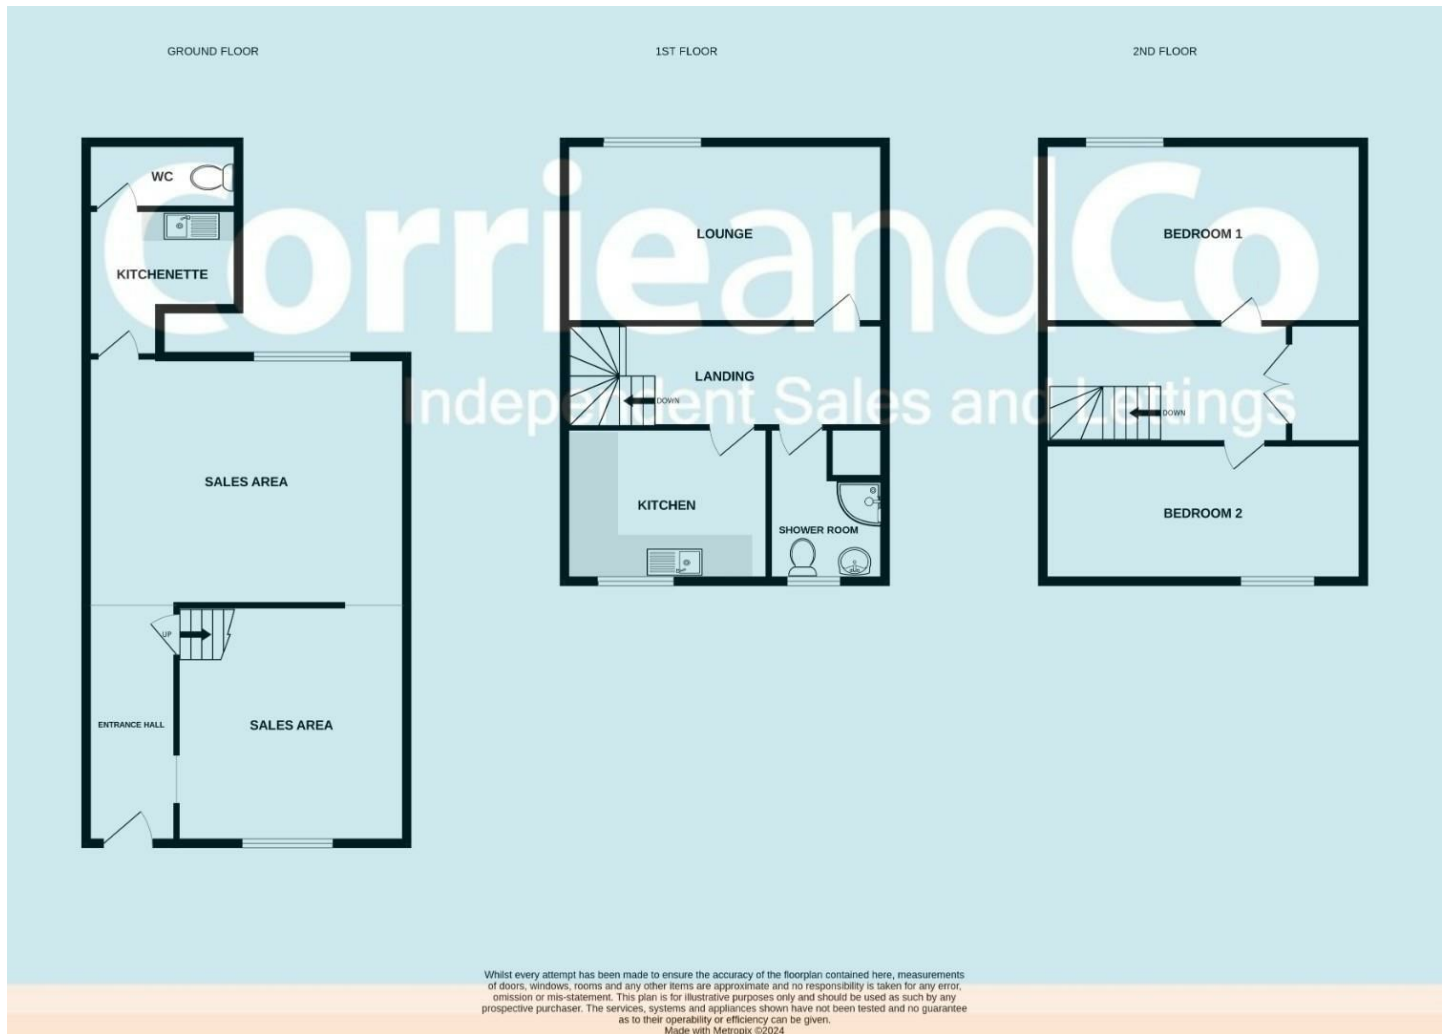 GROUND FLOOR
1ST FLOOR
2ND FLOOR
CorrieandCo
Independent Sales and Lettings
WC
KITCHENETTE
SALES AREA
UP
ENTRANCE HALL
SALES AREA
LOUNGE
LANDING
DOWN
KITCHEN
SHOWER ROOM
BEDROOM 1
DOWN
BEDROOM 2
Whilst every attempt has been made to ensure the accuracy of the floorplan contained here, measurements
of doors, windows, rooms and any other items are approximate and no responsibility is taken for any error,
omission or mis-statement. This plan is for illustrative purposes only and should be used as such by any
prospective purchaser. The services, systems and appliances shown have not been tested and no guarantee
as to their operability or efficiency can be given.
Made with Metropix ©2024